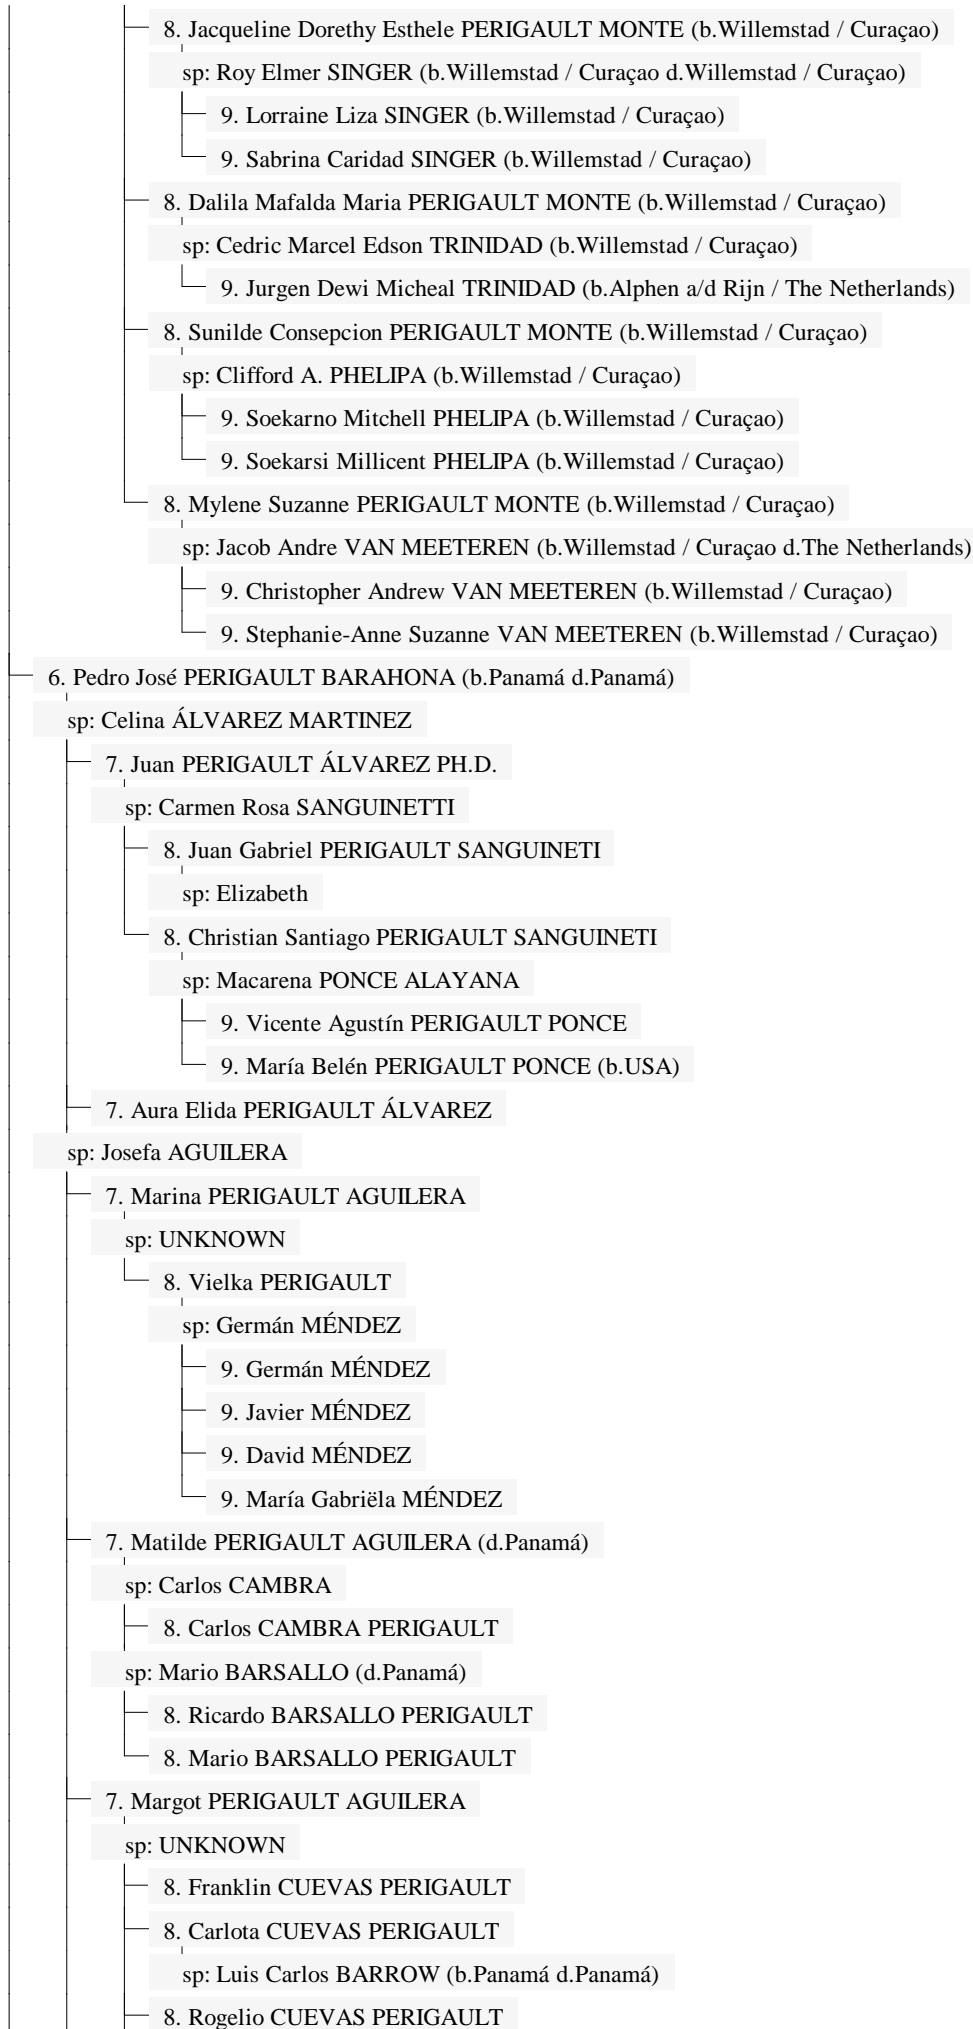 8. Jacqueline Dorethy Esthele PERIGAULT MONTE (b.Willemstad / Curaçao)
sp: Roy Elmer SINGER (b.Willemstad / Curaçao d.Willemstad / Curaçao)
9. Lorraine Liza SINGER (b.Willemstad / Curaçao)
9. Sabrina Caridad SINGER (b.Willemstad / Curaçao)
8. Dalila Mafalda Maria PERIGAULT MONTE (b.Willemstad / Curaçao)
sp: Cedric Marcel Edson TRINIDAD (b.Willemstad / Curaçao)
9. Jurgen Dewi Micheal TRINIDAD (b.Alphen a/d Rijn / The Netherlands)
8. Sunilde Consepcion PERIGAULT MONTE (b.Willemstad / Curaçao)
sp: Clifford A. PHELIPA (b.Willemstad / Curaçao)
9. Soekarno Mitchell PHELIPA (b.Willemstad / Curaçao)
9. Soekarsi Millicent PHELIPA (b.Willemstad / Curaçao)
8. Mylene Suzanne PERIGAULT MONTE (b.Willemstad / Curaçao)
sp: Jacob Andre VAN MEETEREN (b.Willemstad / Curaçao d.The Netherlands)
9. Christopher Andrew VAN MEETEREN (b.Willemstad / Curaçao)
9. Stephanie-Anne Suzanne VAN MEETEREN (b.Willemstad / Curaçao)
6. Pedro José PERIGAULT BARAHONA (b.Panamá d.Panamá)
sp: Celina ÁLVAREZ MARTINEZ
7. Juan PERIGAULT ÁLVAREZ PH.D.
sp: Carmen Rosa SANGUINETTI
8. Juan Gabriel PERIGAULT SANGUINETI
sp: Elizabeth
8. Christian Santiago PERIGAULT SANGUINETI
sp: Macarena PONCE ALAYANA
9. Vicente Agustín PERIGAULT PONCE
9. María Belén PERIGAULT PONCE (b.USA)
7. Aura Elida PERIGAULT ÁLVAREZ
sp: Josefa AGUILERA
7. Marina PERIGAULT AGUILERA
sp: UNKNOWN
8. Vielka PERIGAULT
sp: Germán MÉNDEZ
9. Germán MÉNDEZ
9. Javier MÉNDEZ
9. David MÉNDEZ
9. María Gabriëla MÉNDEZ
7. Matilde PERIGAULT AGUILERA (d.Panamá)
sp: Carlos CAMBRA
8. Carlos CAMBRA PERIGAULT
sp: Mario BARSALLO (d.Panamá)
8. Ricardo BARSALLO PERIGAULT
8. Mario BARSALLO PERIGAULT
7. Margot PERIGAULT AGUILERA
sp: UNKNOWN
8. Franklin CUEVAS PERIGAULT
8. Carlota CUEVAS PERIGAULT
sp: Luis Carlos BARROW (b.Panamá d.Panamá)
8. Rogelio CUEVAS PERIGAULT